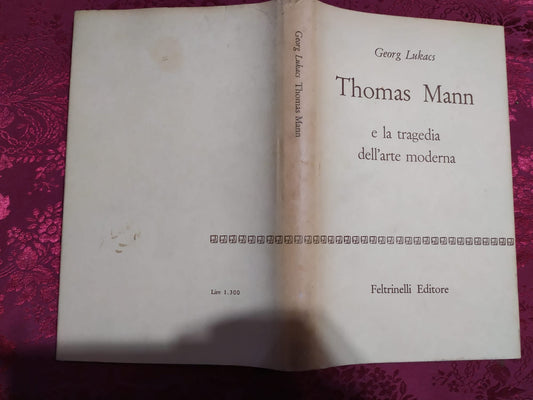 Georg Lukacs
Thomas Mann
e la tragedia
dell'arte moderna
Feltrinelli Editore
Georg Lukacs Thomas Mann
Lire 1.300